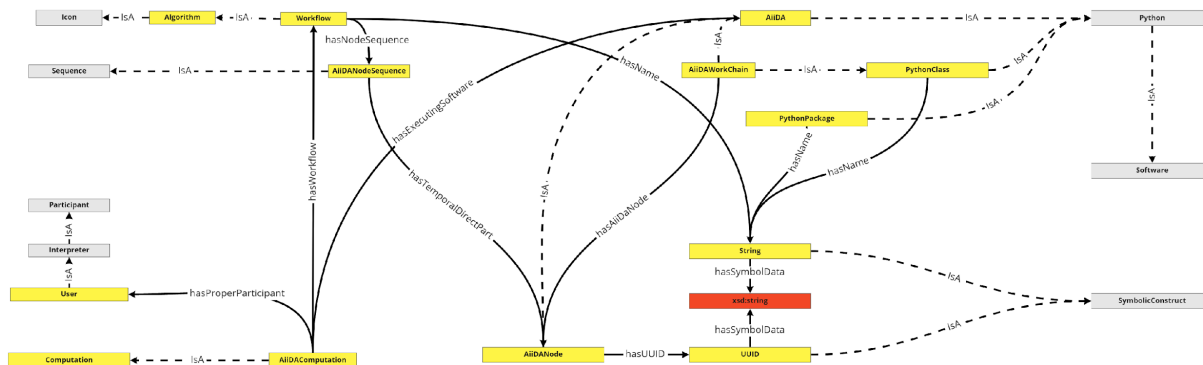 Icon
IsA
Algorithm
IsA
Workflow
AiiDA
IsA
Python
hasNodeSequence
Sequence
IsA
AiiDANodeSequence
hasName
IsA
AiiDAWorkChain
IsA
PythonClass
IsA
IsA
IsA
PythonPackage
hasExecutingSoftware
hasName
hasName
Software
hasWorkflow
hasTemporalDirectPart
IsA
hasAiiDaNode
Participant
IsA
Interpreter
IsA
String
User
hasProperParticipant
hasSymbolData
IsA
xsd:string
SymbolicConstruct
hasSymbolData
IsA
Computation
IsA
AiiDAComputation
AiiDANode
hasUUID
UUID